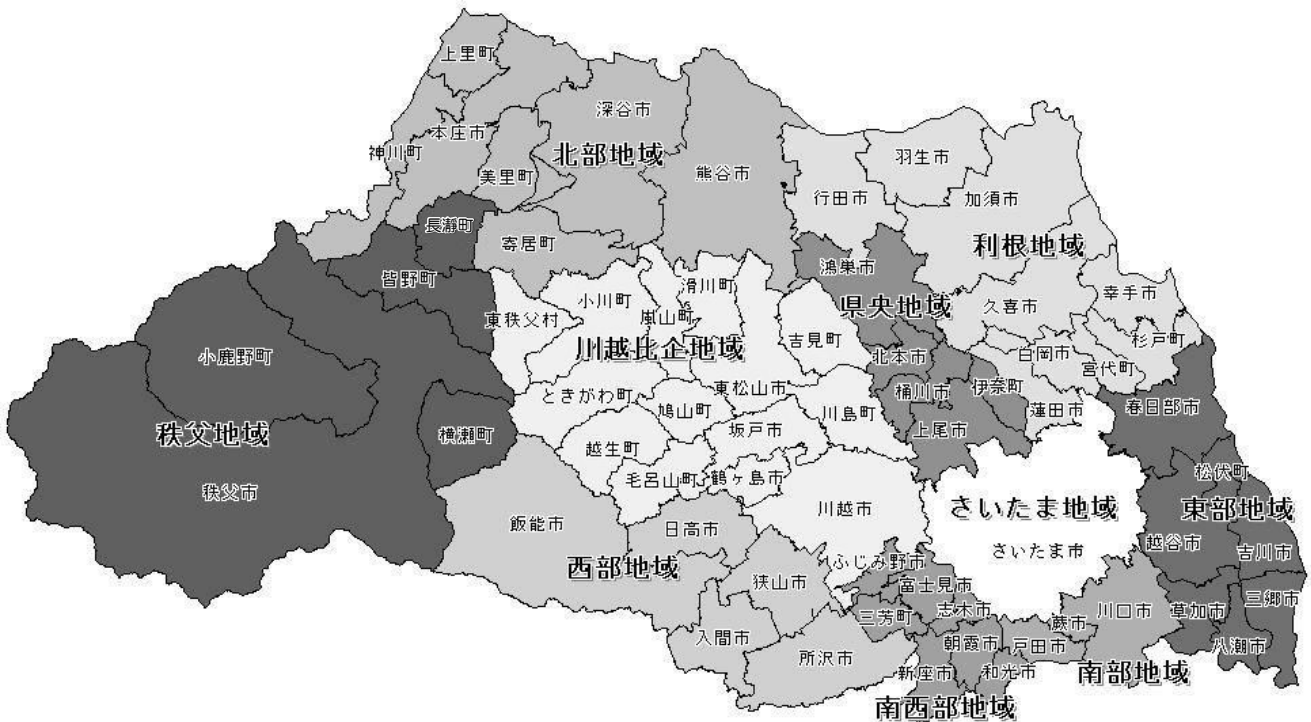 上里町
深谷市
本庄市
神川町
北部地域
美里町
熊谷市
羽生市
行田市
加須市
長瀞町
寄居町
利根地域
鴻巣市
皆野町
滑川町
小川町
嵐山町
東秩父村
県央地域
久喜市
幸手市
吉見町
川越比企地域
小鹿野町
北本市
白岡市
杉戸町
宮代町
ときがわ町
東松山市
桶川市
伊奈町
鳩山町
川島町
蓮田市
春日部市
秩父地域
横瀬町
坂戸市
上尾市
越生町
毛呂山町
鶴ヶ島市
松伏町
秩父市
川越市
さいたま地域
東部地域
飯能市
日高市
さいたま市
越谷市
吉川市
西部地域
ふじみ野市
狭山市
富士見市
三郷市
三芳町
志木市
川口市
草加市
蕨市
入間市
朝霞市
戸田市
八潮市
所沢市
新座市
和光市
南部地域
南西部地域